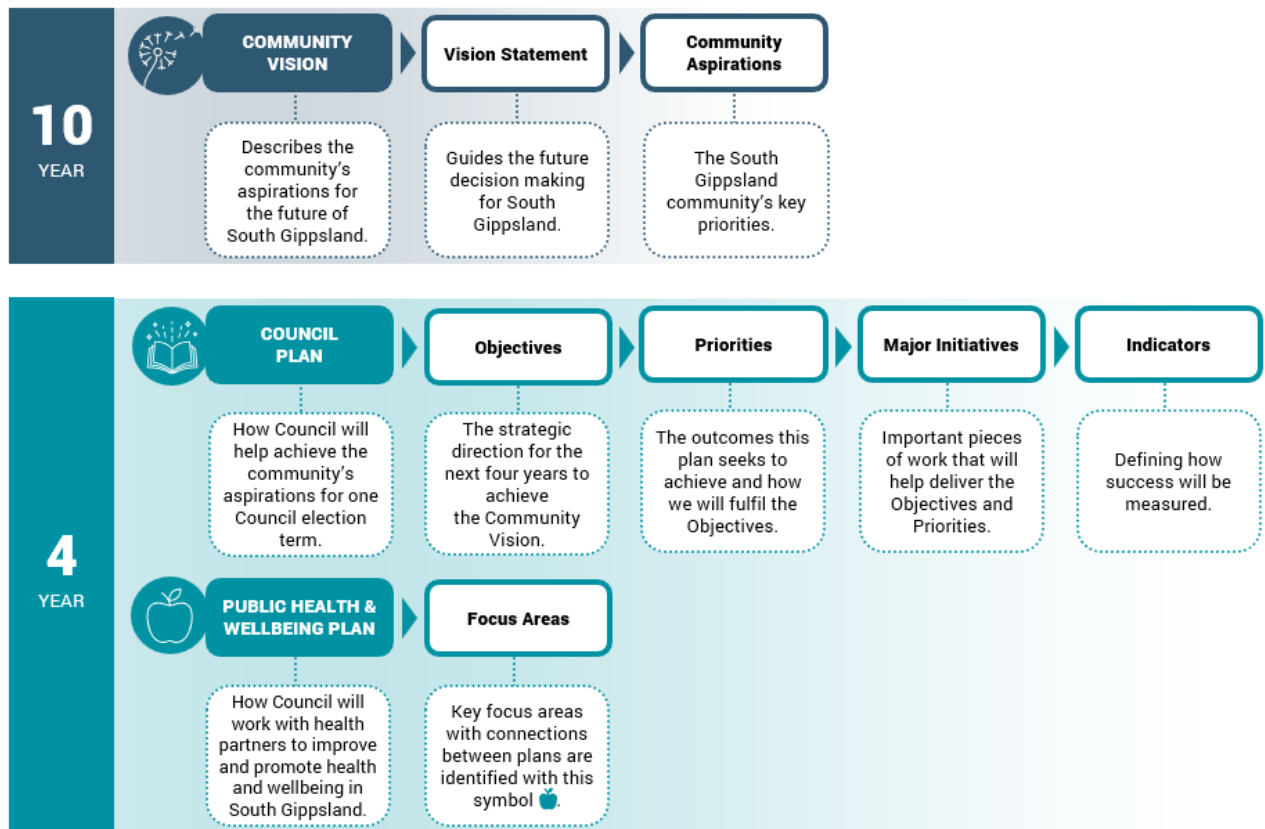 10
YEAR
COMMUNITY
VISION
Vision Statement
Community
Aspirations
Describes the
community's
aspirations for
the future of
South Gippsland.
Guides the future
decision making
for South
Gippsland.
The South
Gippsland
community's key
priorities.
4
YEAR
COUNCIL
PLAN
Objectives
Priorities
Major Initiatives
Indicators
How Council will
help achieve the
community's
aspirations for one
Council election
term.
The strategic
direction for the
next four years to
achieve
the Community
Vision.
The outcomes this
plan seeks to
achieve and how
we will fulfil the
Objectives.
Important pieces
of work that will
help deliver the
Objectives and
Priorities.
Defining how
success will be
measured.
PUBLIC HEALTH &
WELLBEING PLAN
Focus Areas
How Council will
work with health
partners to improve
and promote health
and wellbeing in
South Gippsland.
Key focus areas
with connections
between plans are
identified with this
symbol .